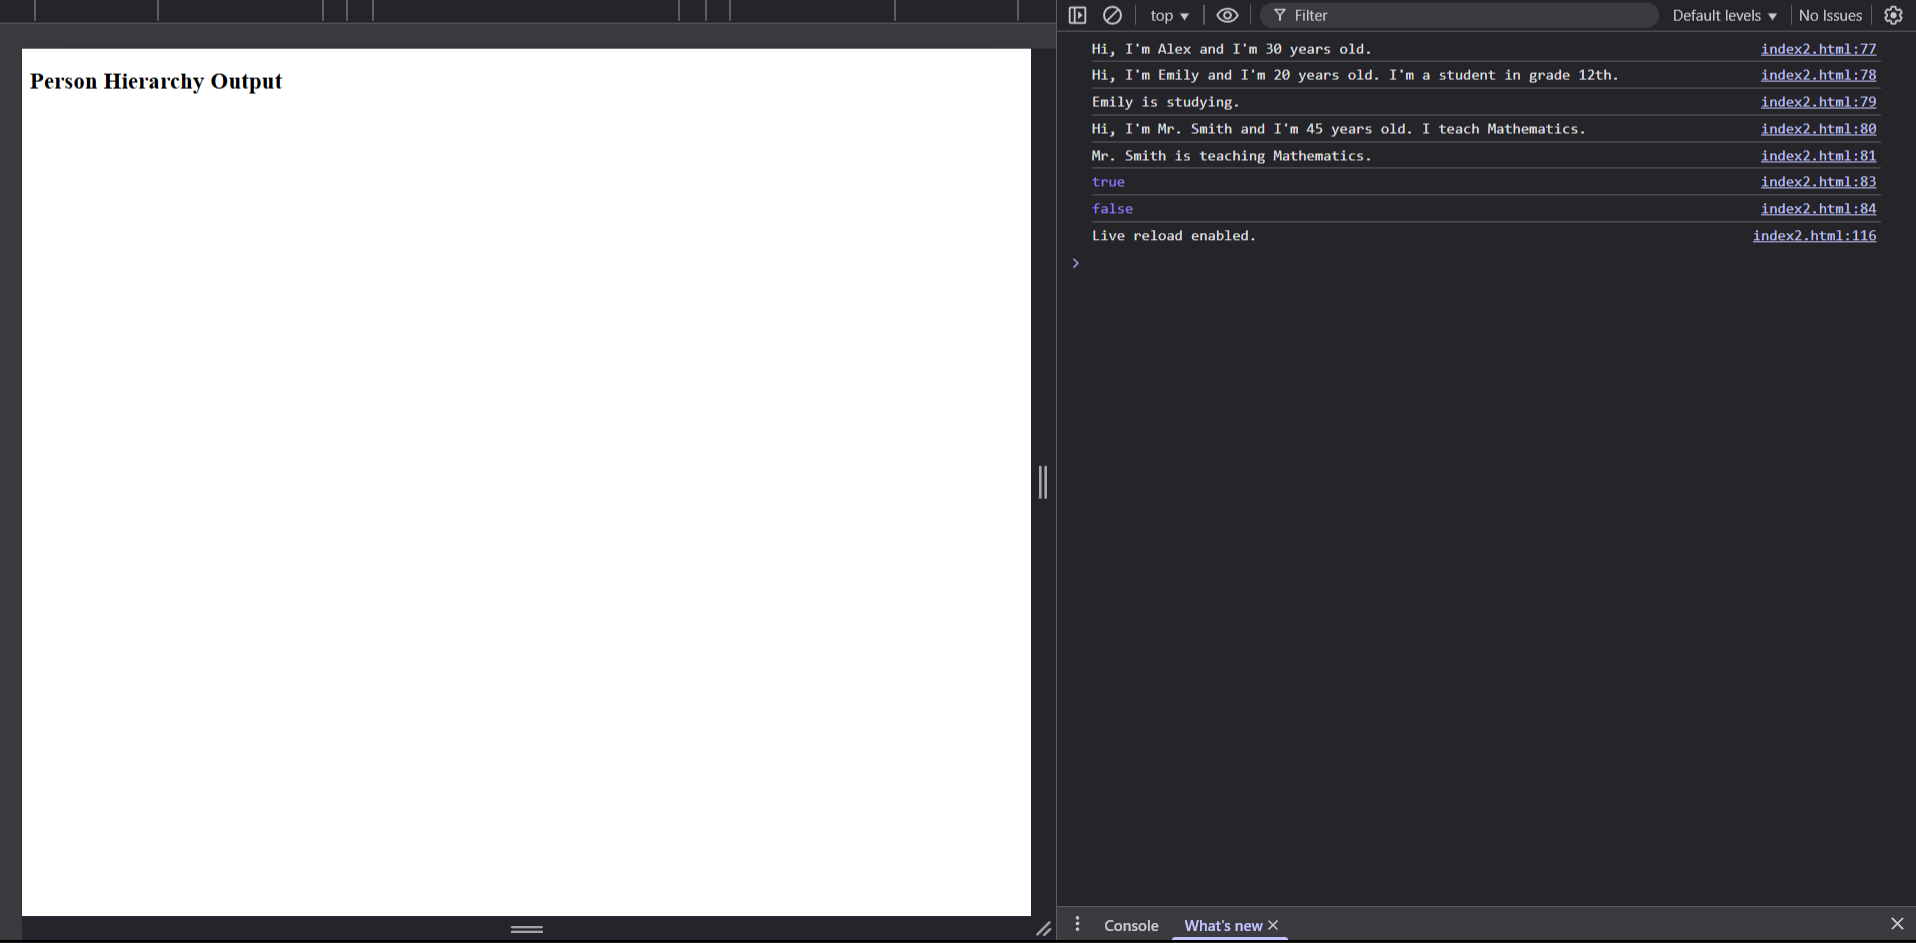 Person Hierarchy Output
top ▼
Filter
Default levels ▼
No Issues
Hi, I'm Alex and I'm 30 years old. index2.html:77
Hi, I'm Emily and I'm 20 years old. I'm a student in grade 12th. index2.html:78
Emily is studying. index2.html:79
Hi, I'm Mr. Smith and I'm 45 years old. I teach Mathematics. index2.html:80
Mr. Smith is teaching Mathematics. index2.html:81
true index2.html:83
false index2.html:84
Live reload enabled. index2.html:116
Console
What's new